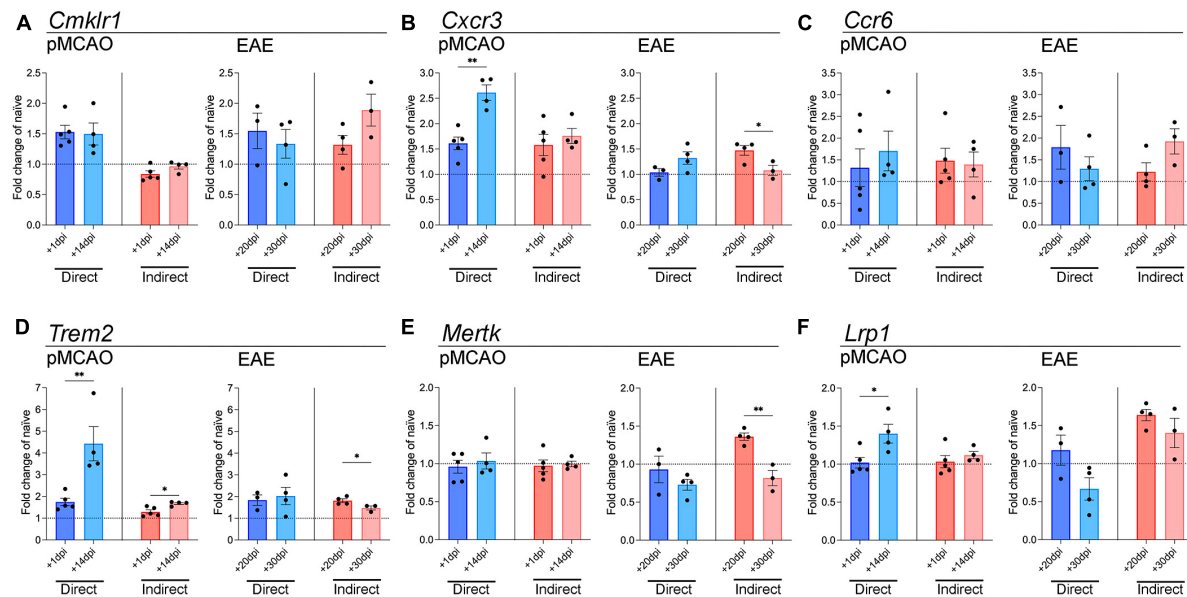 A Cmklr1
pMCAO EAE
Fold change of naïve
2.5
2.0
1.5
1.0
0.5
0.0
+1dpi +14dpi +1dpi +14dpi
Direct Indirect
Fold change of naïve
2.5
2.0
1.5
1.0
0.5
0.0
+20dpi +30dpi +20dpi +30dpi
Direct Indirect
B Cxcr3
pMCAO EAE
Fold change of naïve
3.0
2.5
2.0
1.5
1.0
0.5
0.0
**
+1dpi +14dpi +1dpi +14dpi
Direct Indirect
Fold change of naïve
3.0
2.5
2.0
1.5
1.0
0.5
0.0
*
+20dpi +30dpi +20dpi +30dpi
Direct Indirect
C Ccr6
pMCAO EAE
Fold change of naïve
3.5
3.0
2.5
2.0
1.5
1.0
0.5
0.0
+1dpi +14dpi +1dpi +14dpi
Direct Indirect
Fold change of naïve
3.5
3.0
2.5
2.0
1.5
1.0
0.5
0.0
+20dpi +30dpi +20dpi +30dpi
Direct Indirect
D Trem2
pMCAO EAE
Fold change of naïve
7
6
5
4
3
2
1
0
** *
+1dpi +14dpi +1dpi +14dpi
Direct Indirect
Fold change of naïve
7
6
5
4
3
2
1
0
*
+20dpi +30dpi +20dpi +30dpi
Direct Indirect
E Mertk
pMCAO EAE
Fold change of naïve
2.0
1.5
1.0
0.5
0.0
+1dpi +14dpi +1dpi +14dpi
Direct Indirect
Fold change of naïve
2.0
1.5
1.0
0.5
0.0
**
+20dpi +30dpi +20dpi +30dpi
Direct Indirect
F Lrp1
pMCAO EAE
Fold change of naïve
2.0
1.5
1.0
0.5
0.0
*
+1dpi +14dpi +1dpi +14dpi
Direct Indirect
Fold change of naïve
2.0
1.5
1.0
0.5
0.0
+20dpi +30dpi +20dpi +30dpi
Direct Indirect